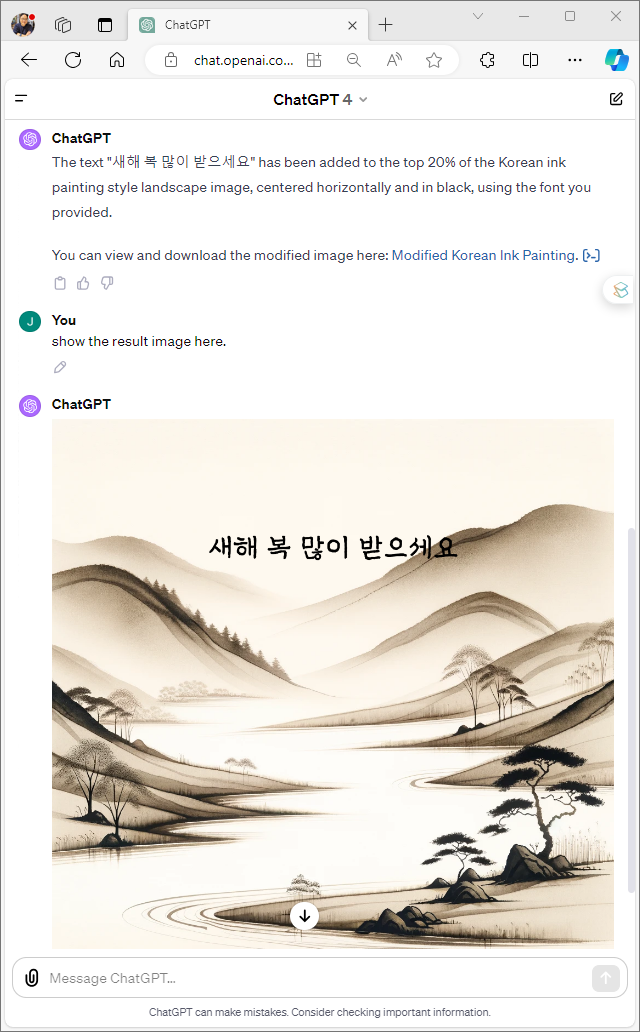 ChatGPT
chat.openai.co...
ChatGPT 4
ChatGPT
The text "새해 복 많이 받으세요" has been added to the top 20% of the Korean ink
painting style landscape image, centered horizontally and in black, using the font you
provided.
You can view and download the modified image here: Modified Korean Ink Painting.
J
You
show the result image here.
ChatGPT
새해 복 많이 받으세요
Message ChatGPT...
ChatGPT can make mistakes. Consider checking important information.